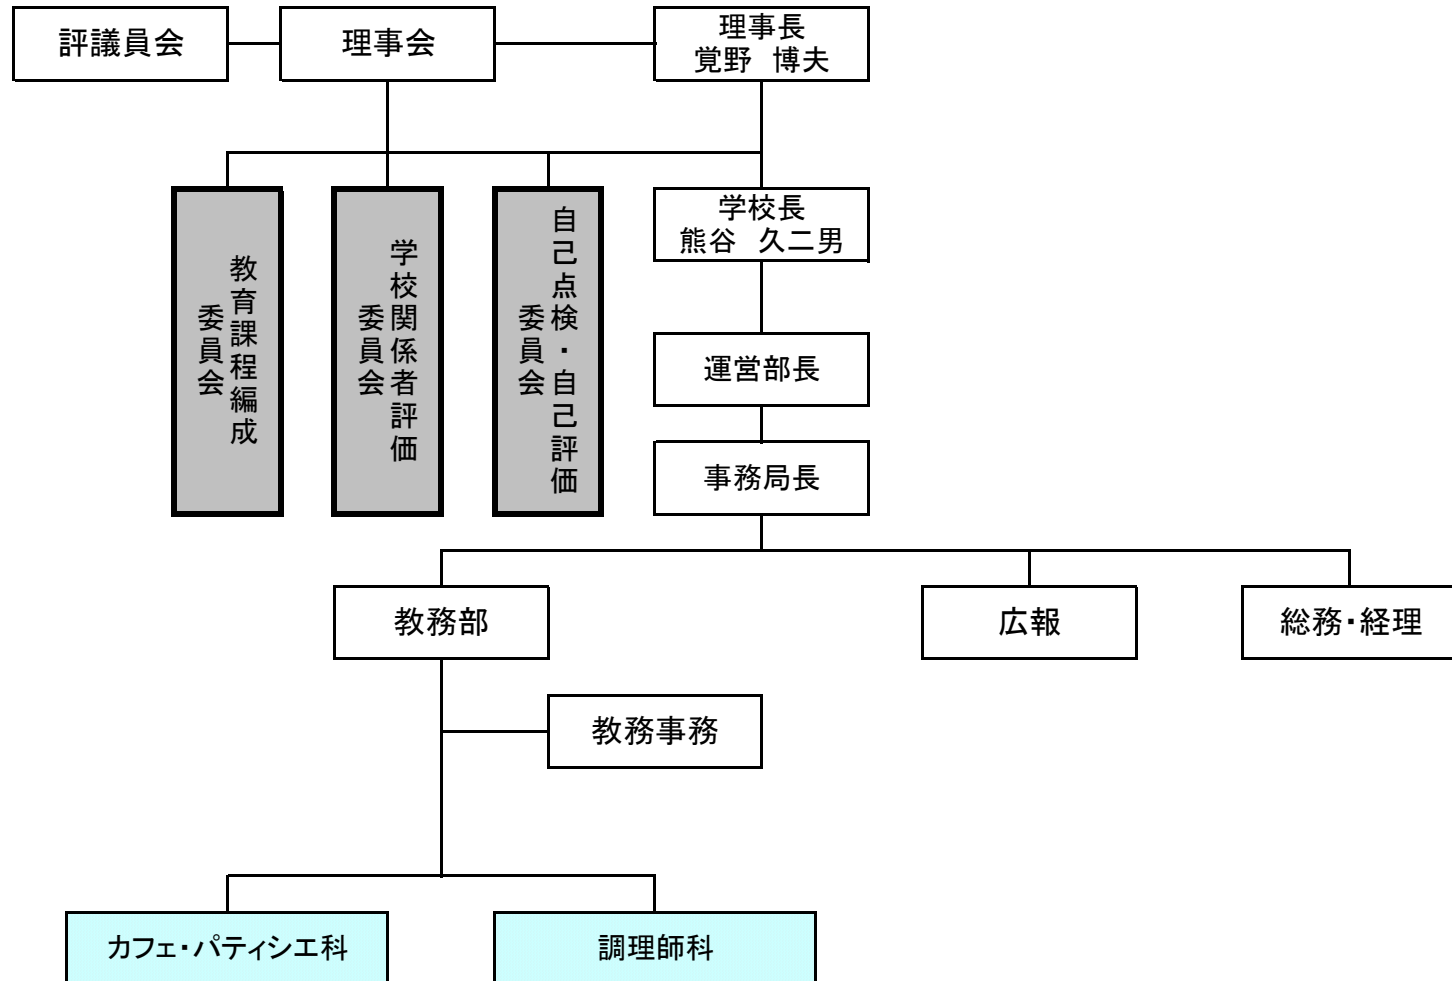 評議員会
理事会
理事長
覚野　博夫
教育課程編成
委員会
学校関係者評価
委員会
自己点検・自己評価
委員会
学校長
熊谷　久二男
運営部長
事務局長
教務部
広報
総務・経理
教務事務
カフェ・パティシエ科
調理師科